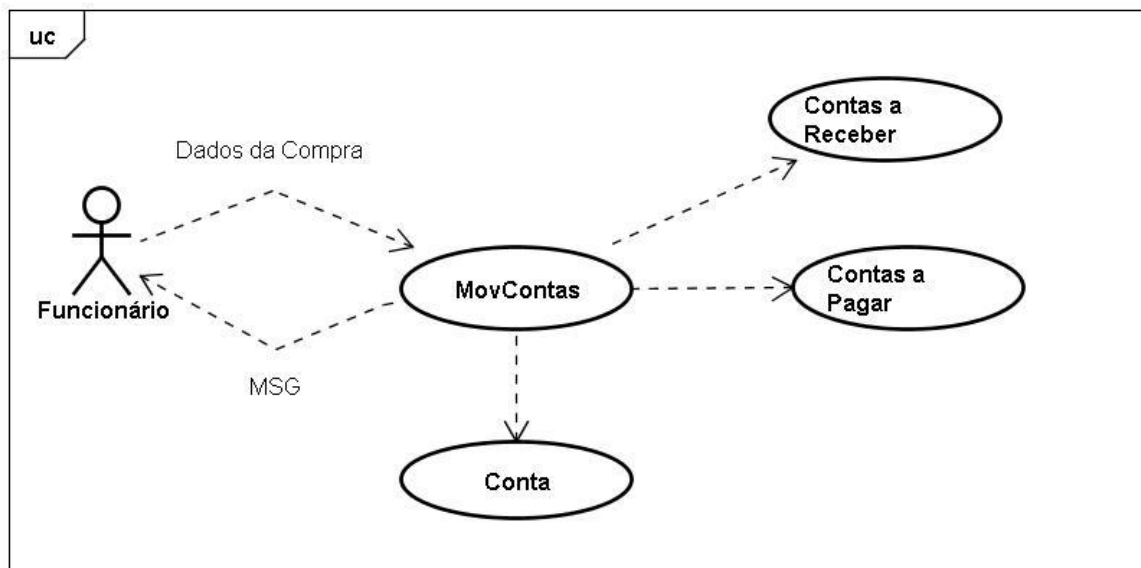 uc
Contas a
Receber
Dados da Compra
Funcionário
MovContas
Contas a
Pagar
MSG
Conta